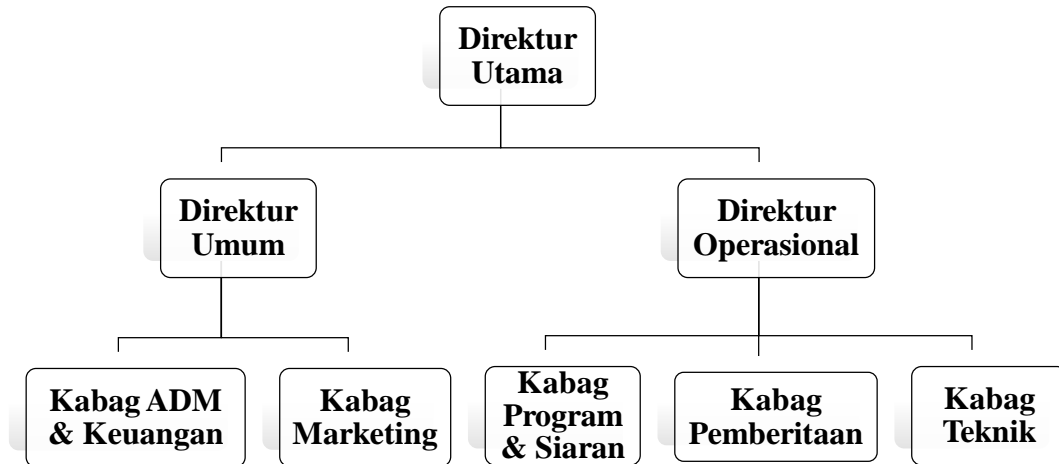 Direktur
Utama
Direktur
Umum
Direktur
Operasional
Kabag ADM
& Keuangan
Kabag
Marketing
Kabag
Program
& Siaran
Kabag
Pemberitaan
Kabag
Teknik